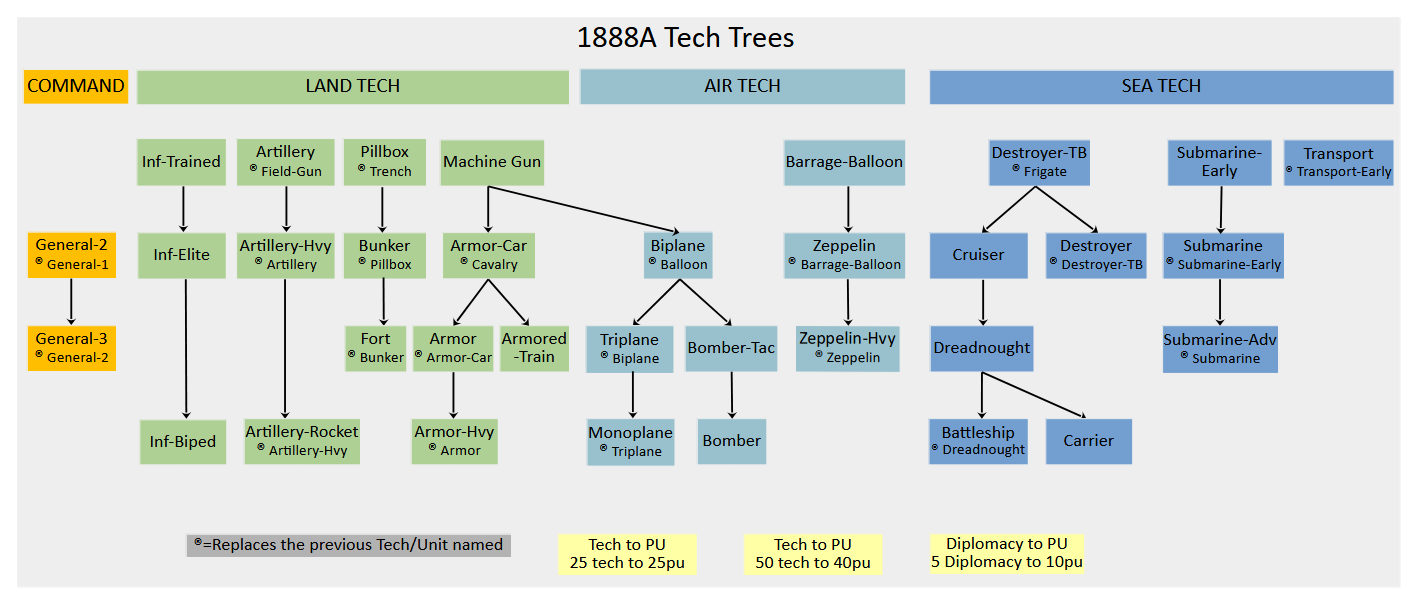 1888A Tech Trees
COMMAND
LAND TECH
AIR TECH
SEA TECH
Inf-Trained
Artillery
® Field-Gun
Pillbox
® Trench
Machine Gun
Barrage-Balloon
Destroyer-TB
® Frigate
Submarine-
Early
Transport
® Transport-Early
General-2
® General-1
Inf-Elite
Artillery-Hvy
® Artillery
Bunker
® Pillbox
Armor-Car
® Cavalry
Biplane
® Balloon
Zeppelin
® Barrage-Balloon
Cruiser
Destroyer
® Destroyer-TB
Submarine
® Submarine-Early
General-3
® General-2
Fort
® Bunker
Armor
® Armor-Car
Armored
-Train
Triplane
® Biplane
Bomber-Tac
Zeppelin-Hvy
® Zeppelin
Dreadnought
Submarine-Adv
® Submarine
Inf-Biped
Artillery-Rocket
® Artillery-Hvy
Armor-Hvy
® Armor
Monoplane
® Triplane
Bomber
Battleship
® Dreadnought
Carrier
®=Replaces the previous Tech/Unit named
Tech to PU
25 tech to 25pu
Tech to PU
50 tech to 40pu
Diplomacy to PU
5 Diplomacy to 10pu